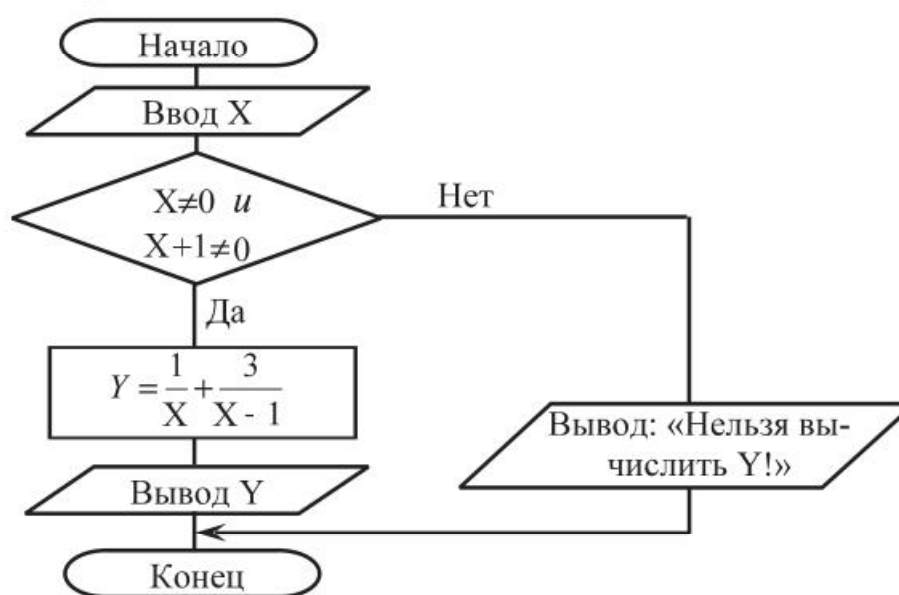 Начало
Ввод X
X≠0 и
X+1≠0
Нет
Да
Y = 1/X + 3/(X - 1)
Вывод: «Нельзя вы-
числить Y!»
Вывод Y
Конец